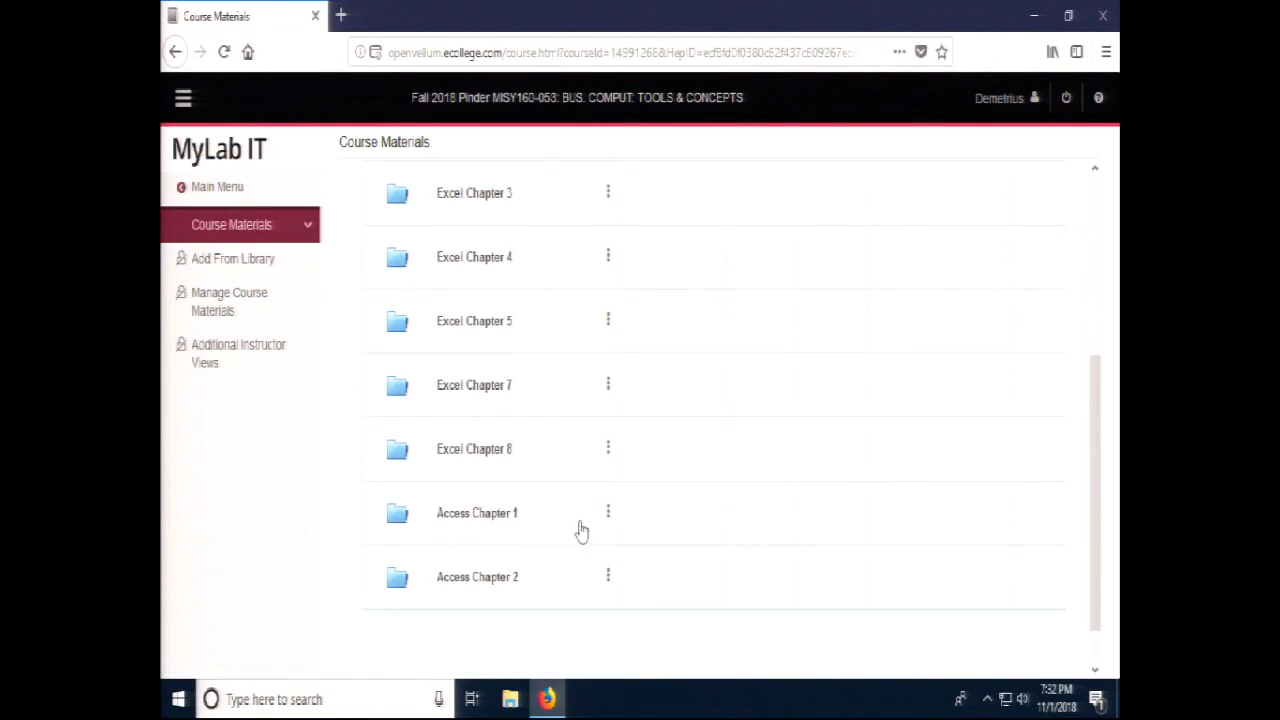 Course Materials
openvellum.ecollege.com/course.html?courseId=14991266&HepID=
Fall 2018 Pinder MISY160-053: BUS. COMPUT: TOOLS & CONCEPTS
Demetrius
MyLab IT
Course Materials
Main Menu
Course Materials
Add From Library
Manage Course
Materials
Additional Instructor
Views
Excel Chapter 3
Excel Chapter 4
Excel Chapter 5
Excel Chapter 7
Excel Chapter 8
Access Chapter 1
Access Chapter 2
Type here to search
7:32 PM
11/1/2018
1